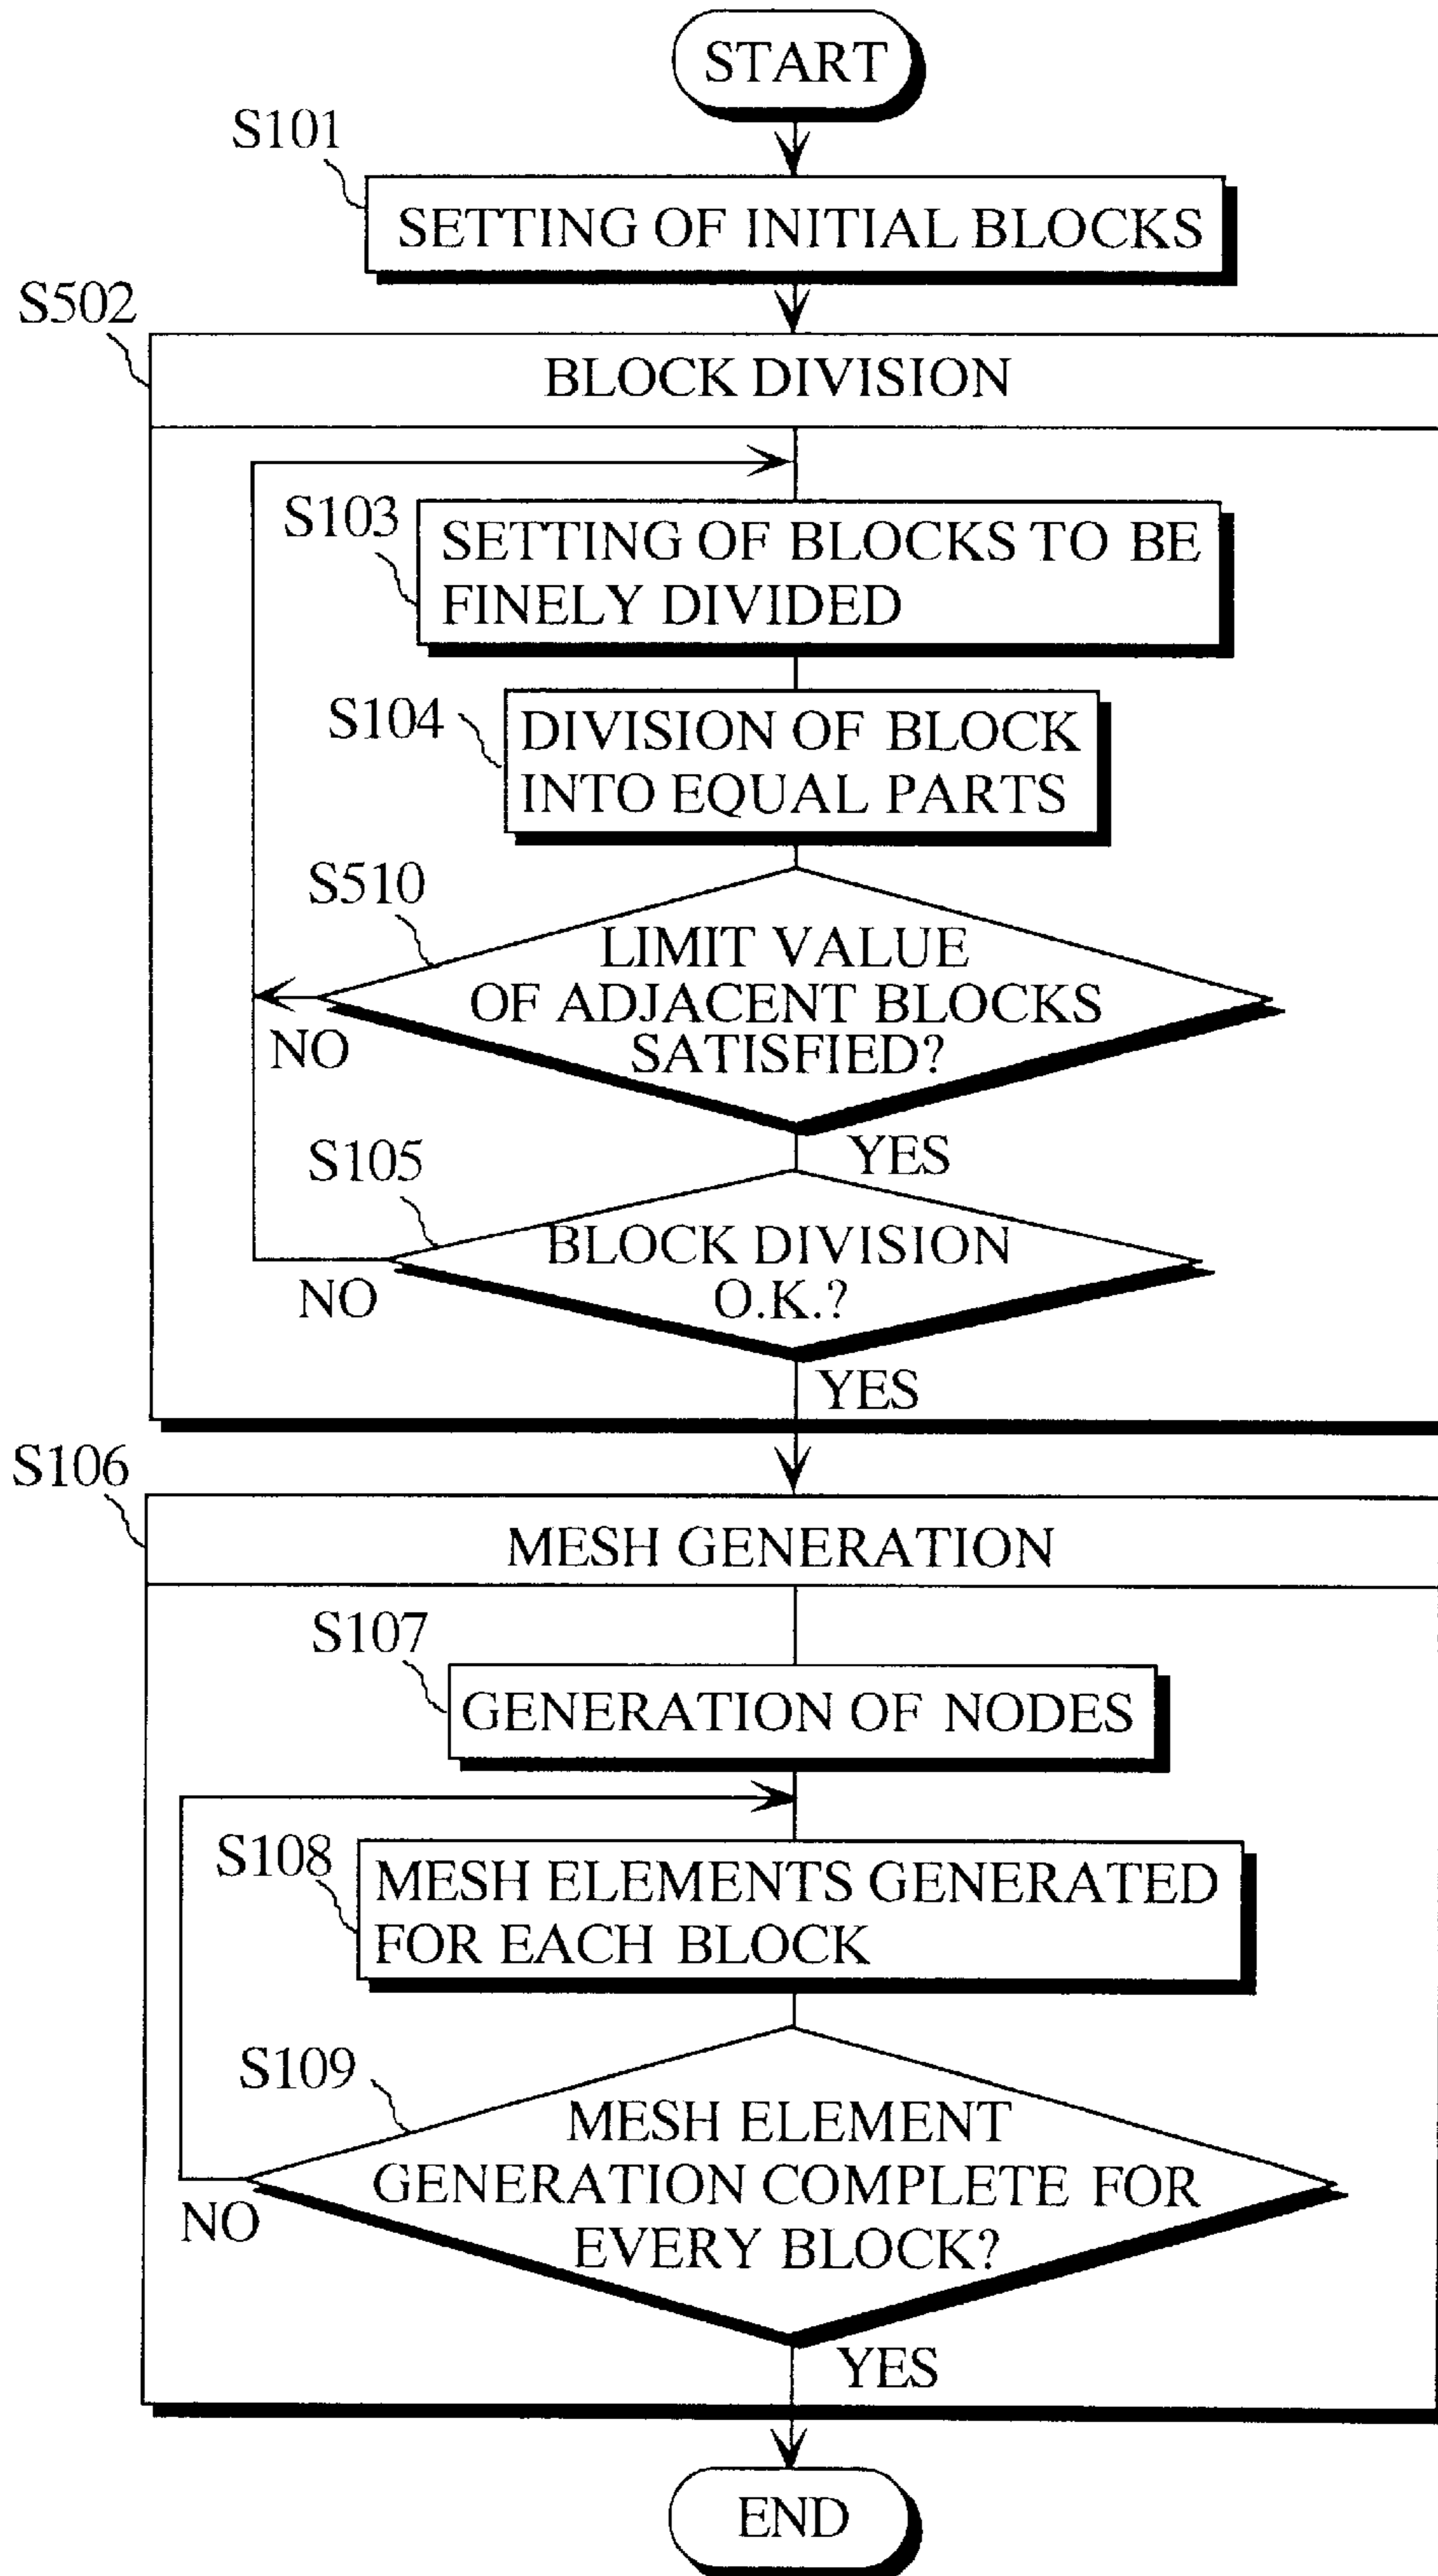 START
S101
SETTING OF INITIAL BLOCKS
S502
BLOCK DIVISION
S103
SETTING OF BLOCKS TO BE
FINELY DIVIDED
S104
DIVISION OF BLOCK
INTO EQUAL PARTS
S510
LIMIT VALUE
OF ADJACENT BLOCKS
SATISFIED?
NO
YES
S105
BLOCK DIVISION
O.K.?
NO
YES
S106
MESH GENERATION
S107
GENERATION OF NODES
S108
MESH ELEMENTS GENERATED
FOR EACH BLOCK
S109
MESH ELEMENT
GENERATION COMPLETE FOR
EVERY BLOCK?
NO
YES
END